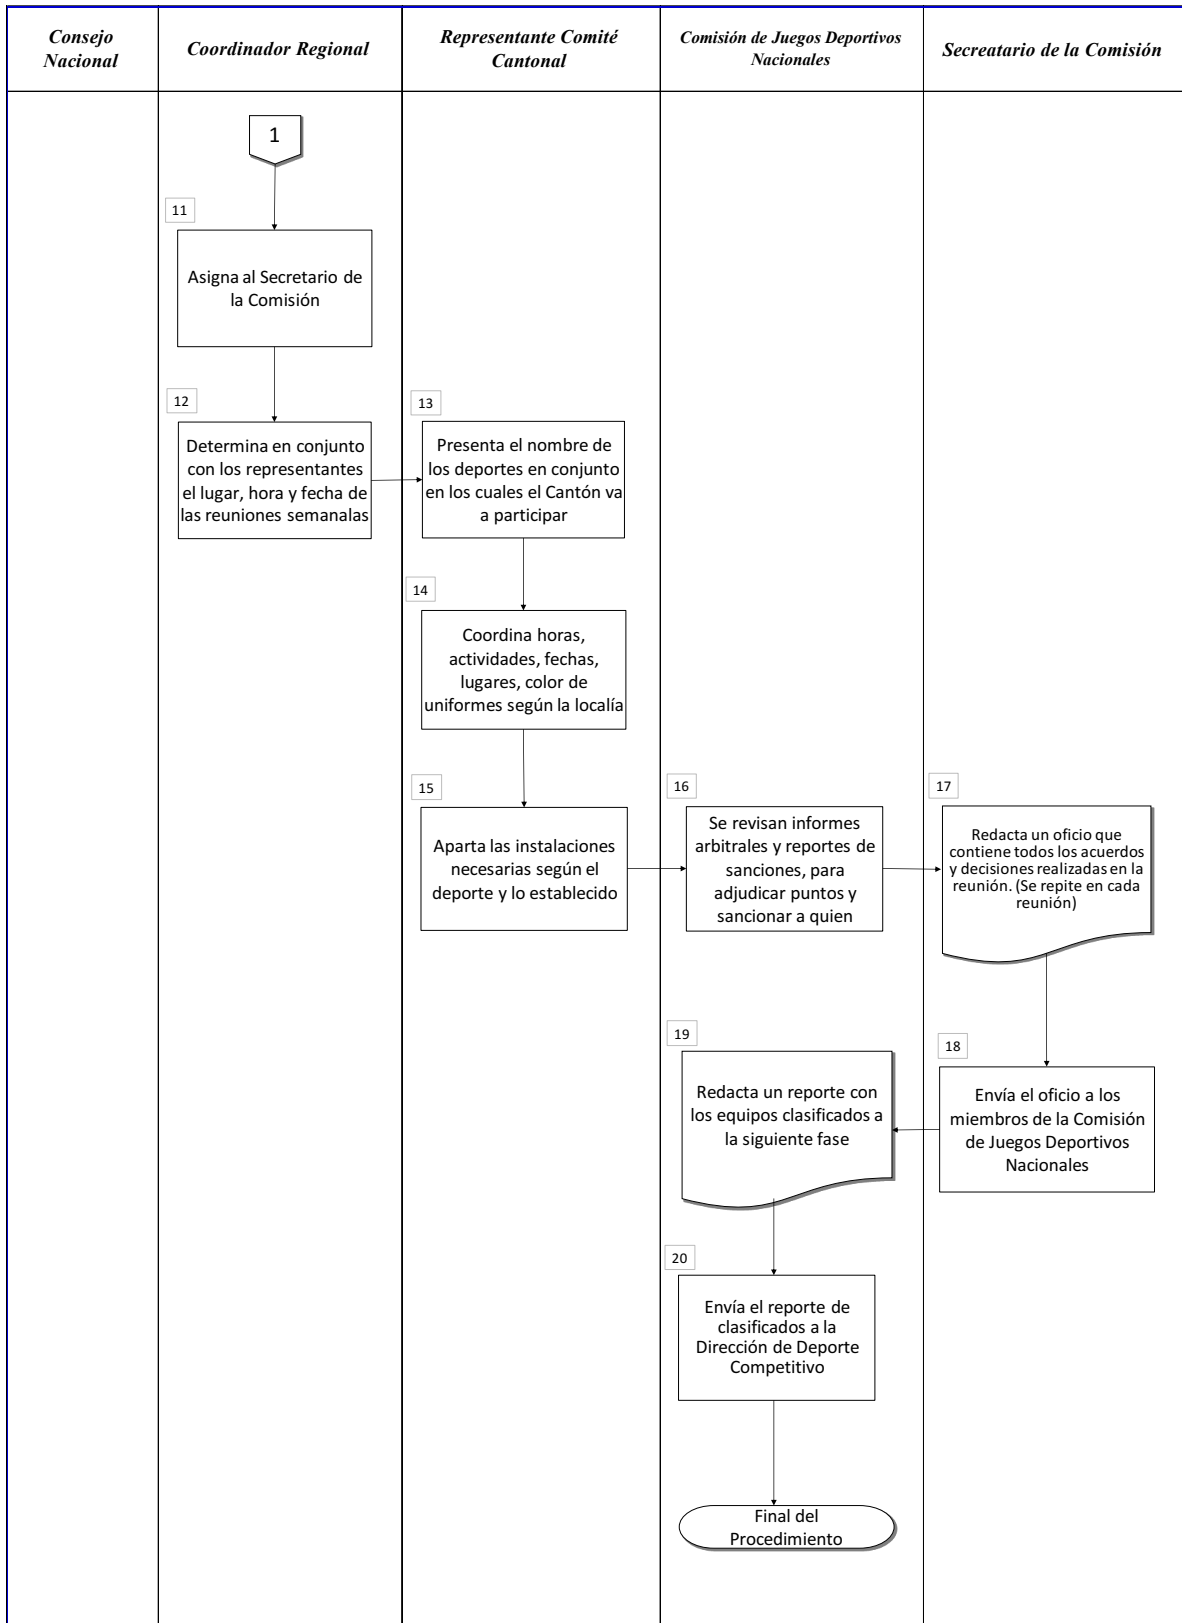 Consejo
Nacional
Coordinador Regional
Representante Comité
Cantonal
Comisión de Juegos Deportivos
Nacionales
Secreatario de la Comisión
1
11
Asigna al Secretario de
la Comisión
12
Determina en conjunto
con los representantes
el lugar, hora y fecha de
las reuniones semanalas
13
Presenta el nombre de
los deportes en conjunto
en los cuales el Cantón va
a participar
14
Coordina horas,
actividades, fechas,
lugares, color de
uniformes según la localía
15
Aparta las instalaciones
necesarias según el
deporte y lo establecido
16
Se revisan informes
arbitrales y reportes de
sanciones, para
adjudicar puntos y
sancionar a quien
17
Redacta un oficio que
contiene todos los acuerdos
y decisiones realizadas en la
reunión. (Se repite en cada
reunión)
18
Envía el oficio a los
miembros de la Comisión
de Juegos Deportivos
Nacionales
19
Redacta un reporte con
los equipos clasificados a
la siguiente fase
20
Envía el reporte de
clasificados a la
Dirección de Deporte
Competitivo
Final del
Procedimiento